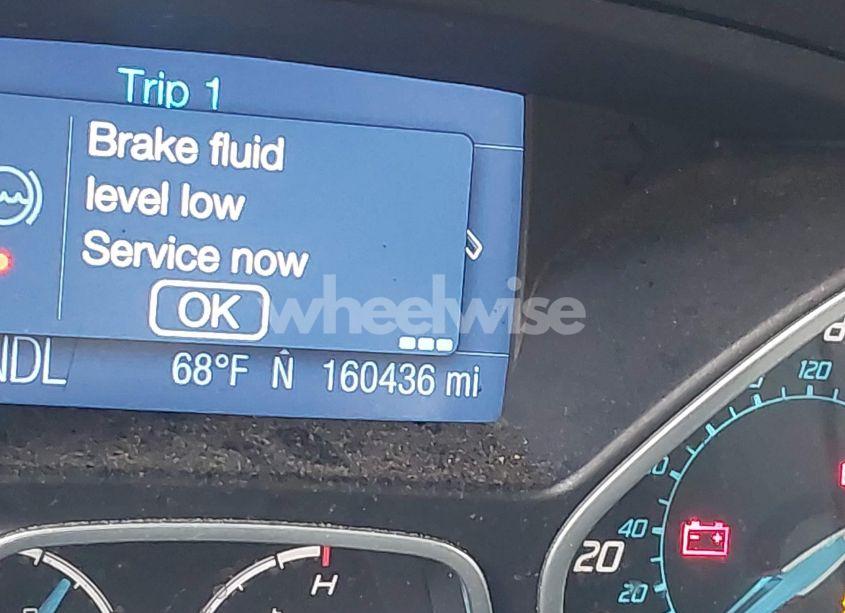 Trip 1
Brake fluid
level low
Service now
OK
wheelwise
NDL
68°F N 160436 mi
120
40
20
20
H